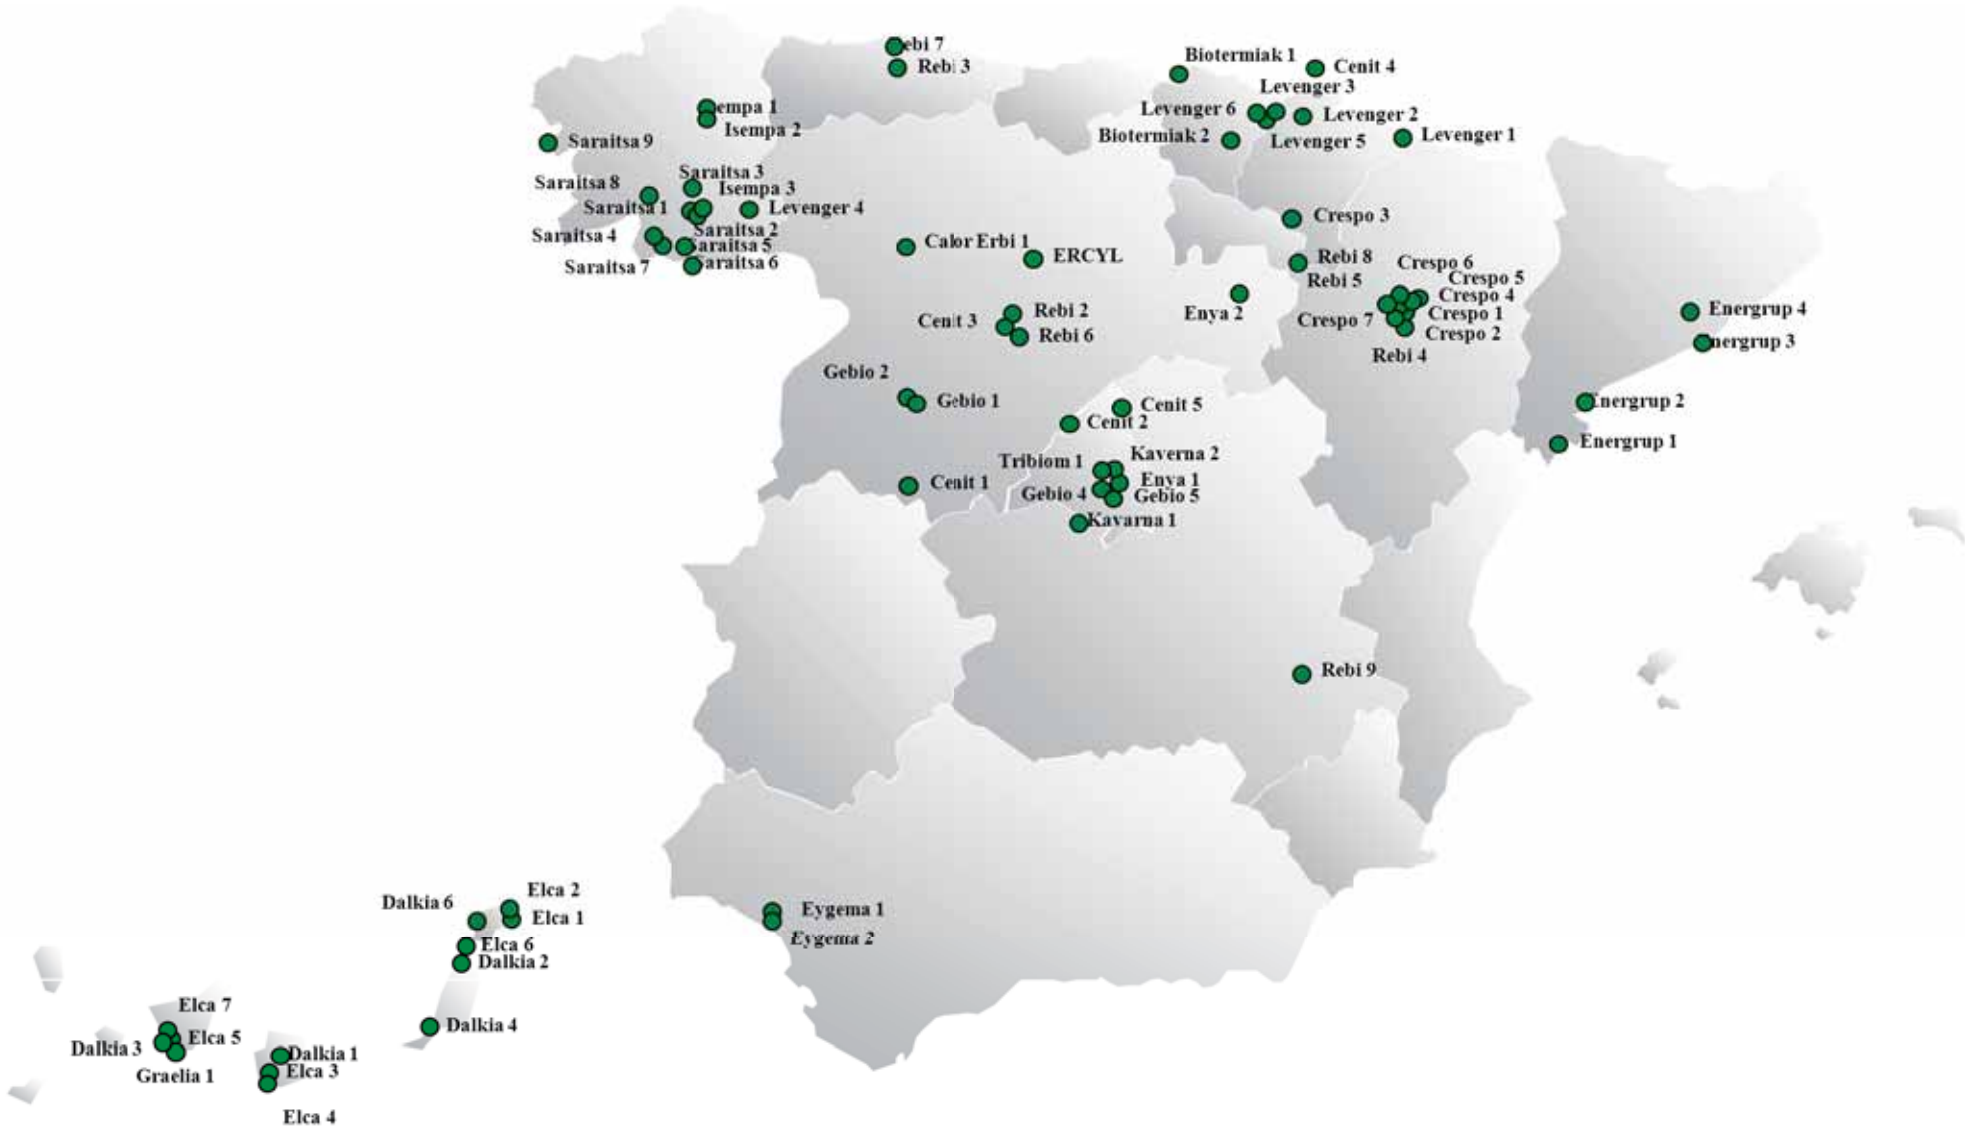 ebi 7
Rebi 3
Biotermiak 1
Cenit 4
Levenger 3
empa 1
Isempa 2
Levenger 6
Levenger 2
Saraitsa 9
Biotermiak 2
Levenger 5
Levenger 1
Saraitsa 3
Saraitsa 8
Isempa 3
Saraitsa 1
Levenger 4
Crespo 3
Saraitsa 4
Saraitsa 2
Saraitsa 5
Saraitsa 7
Saraitsa 6
Calor Erbi 1
ERCYL
Rebi 8
Rebi 5
Crespo 6
Crespo 5
Crespo 4
Crespo 1
Crespo 2
Crespo 7
Rebi 4
Enya 2
Cenit 3
Rebi 2
Rebi 6
Energrup 4
nergrup 3
Energrup 2
Energrup 1
Gebio 2
Gebio 1
Cenit 5
Cenit 2
Tribiom 1
Kaverna 2
Enya 1
Gebio 4
Gebio 5
Cenit 1
Kavarna 1
Rebi 9
Eygema 1
Eygema 2
Elca 2
Dalkia 6
Elca 1
Elca 6
Dalkia 2
Dalkia 4
Elca 7
Elca 5
Dalkia 3
Graelia 1
Dalkia 1
Elca 3
Elca 4